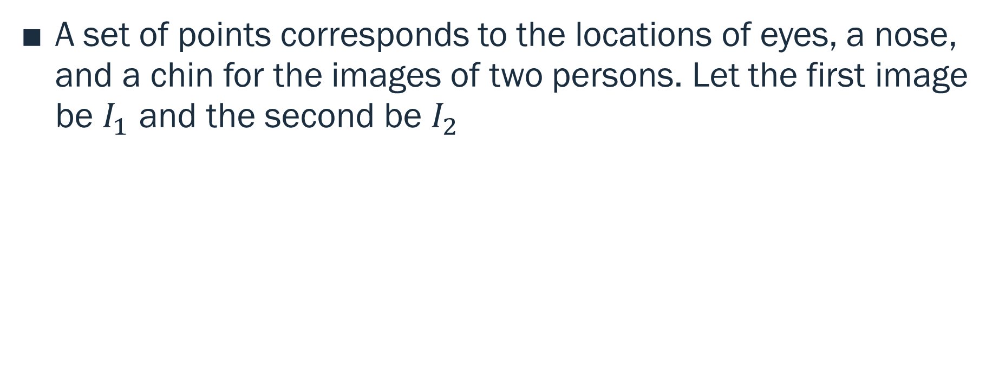 ■ A set of points corresponds to the locations of eyes, a nose,
and a chin for the images of two persons. Let the first image
be 𝐼₁ and the second be 𝐼₂